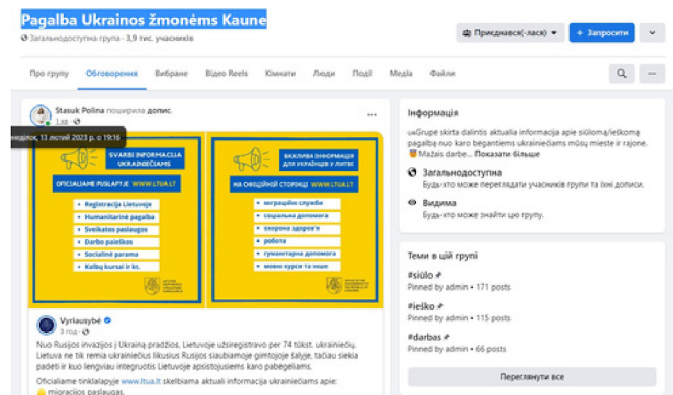 Pagalba Ukrainos žmonėms Kaune
Загальнодоступна група · 3,9 тис. учасників
Приєднався(-лася)
+ Запросити
Про групу Обговорення Вибране Відео Reels Кімнати Люди Події Медіа Файли
Stasuk Polina поширила допис.
1 хв ·
неділок, 13 лютий 2023 р. о 19:16
SVARBI INFORMACIJA
UKRAINIEČIAMS
OFICIALIAME PUSLAPYJE WWW.LTUA.LT
• Registracija Lietuvoje
• Humanitarinė pagalba
• Sveikatos paslaugos
• Darbo paieškos
• Socialinė parama
• Kalbų kursai ir kt.
ВАЖЛИВА ІНФОРМАЦІЯ
ДЛЯ УКРАЇНЦІВ У ЛИТВІ
НА ОФІЦІЙНІЙ СТОРІНЦІ WWW.LTUA.LT
• міграційні служби
• соціальна допомога
• охорона здоров'я
• робота
• гуманітарна допомога
• мовні курси та інше
Vyriausybė
3 год ·
Nuo Rusijos invazijos į Ukrainą pradžios, Lietuvoje užsiregistravo per 74 tūkst. ukrainiečių.
Lietuva ne tik remia ukrainiečius likusius Rusijos siaubiamoje gimtojoje šalyje, tačiau siekia
padėti ir kuo lengviau integruotis Lietuvoje apsistojusiems karo pabėgėliams.
Oficialiame tinklalapyje www.ltua.lt skelbiama aktuali informacija ukrainiečiams apie:
migracijos paslaugas,
Інформація
Grupė skirta dalintis aktualia informacija apie siūlomą/ieškomą
pagalbą nuo karo bėgantiems ukrainiečiams mūsų mieste ir rajone.
Mažais darbe... Показати більше
Загальнодоступна
Будь-хто може переглядати учасників групи та їхні дописи.
Видима
Будь-хто може знайти цю групу.
Теми в цій групі
#siūlo
Pinned by admin • 171 posts
#ieško
Pinned by admin • 115 posts
#darbas
Pinned by admin • 66 posts
Переглянути все